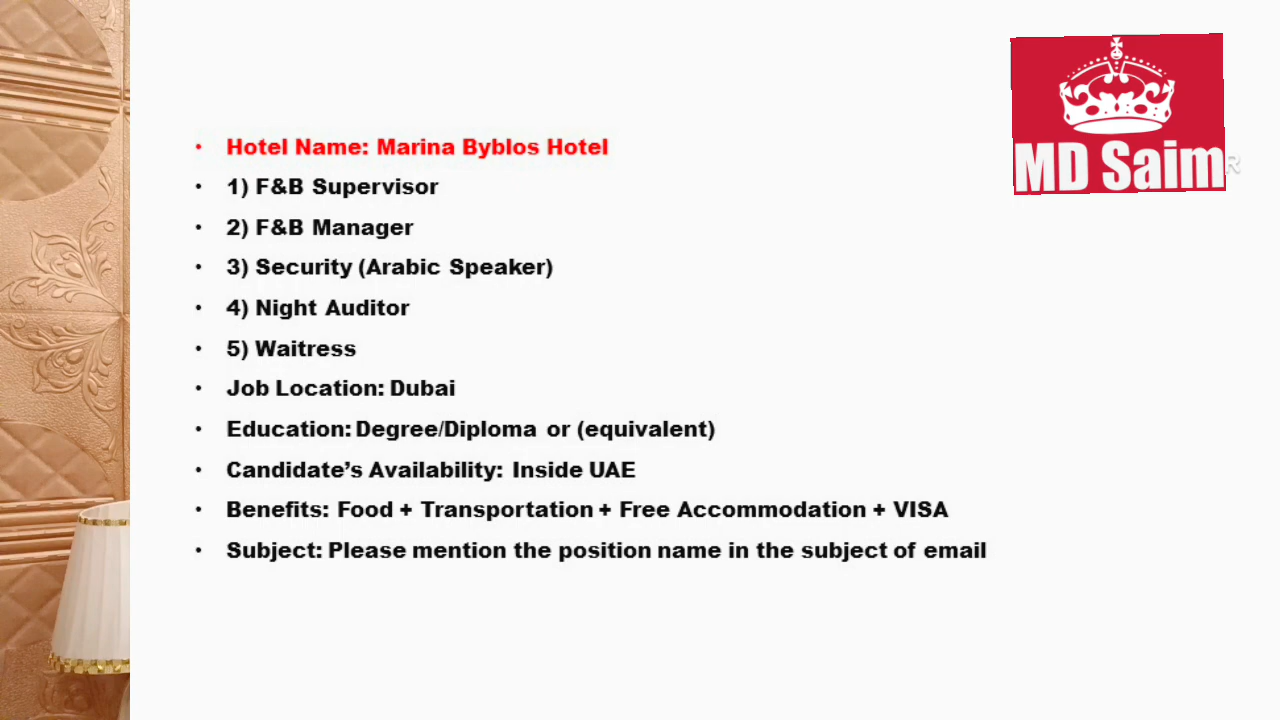 MD Saim
R
• Hotel Name: Marina Byblos Hotel
• 1) F&B Supervisor
• 2) F&B Manager
• 3) Security (Arabic Speaker)
• 4) Night Auditor
• 5) Waitress
• Job Location: Dubai
• Education: Degree/Diploma or (equivalent)
• Candidate’s Availability: Inside UAE
• Benefits: Food + Transportation + Free Accommodation + VISA
• Subject: Please mention the position name in the subject of email